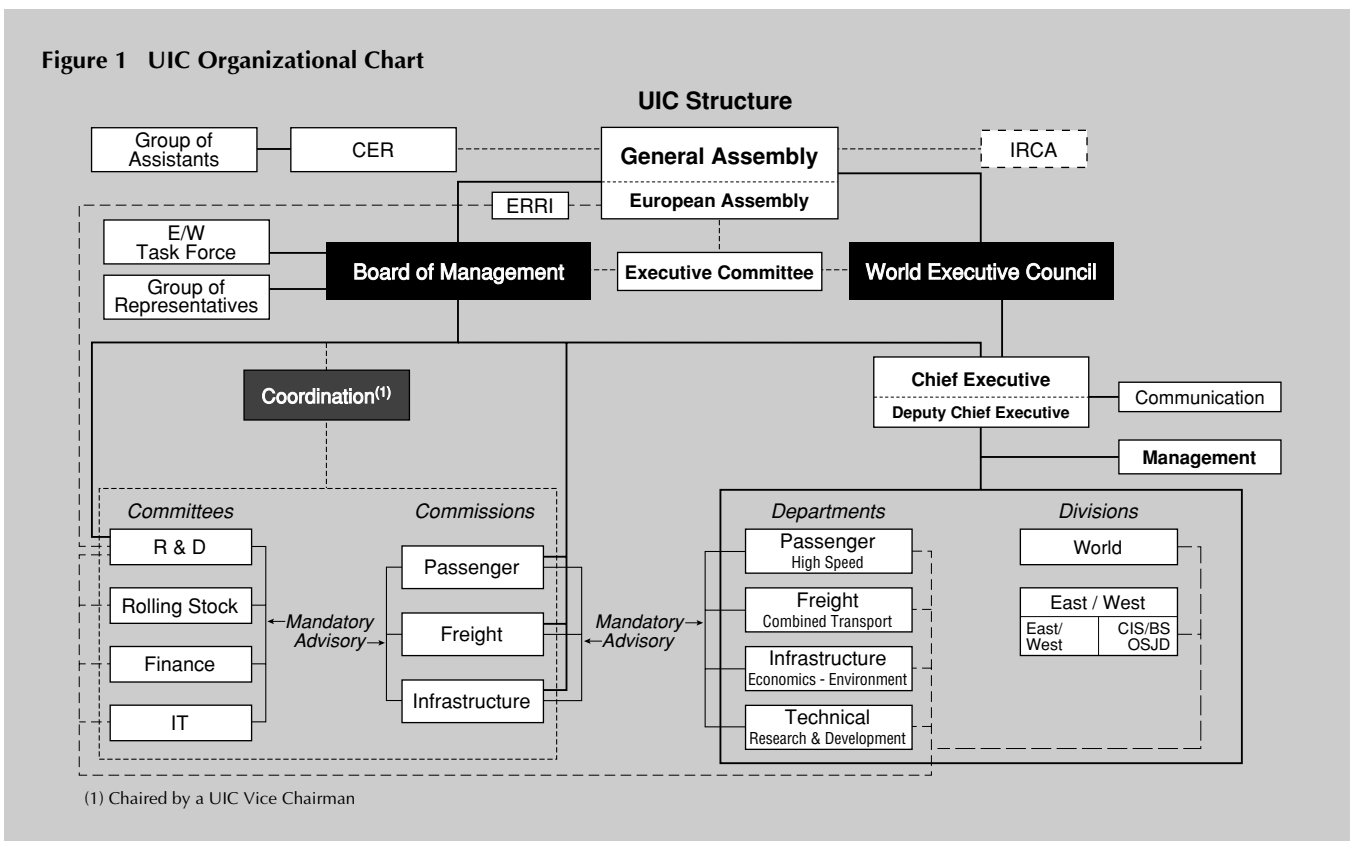 Figure 1 UIC Organizational Chart
UIC Structure
Group of
Assistants
CER
General Assembly
European Assembly
IRCA
ERRI
E/W
Task Force
Group of
Representatives
Board of Management
Executive Committee
World Executive Council
Coordination(1)
Chief Executive
Deputy Chief Executive
Communication
Management
Committees
R & D
Rolling Stock
Finance
IT
Mandatory
Advisory
Commissions
Passenger
Freight
Infrastructure
Mandatory
Advisory
Departments
Passenger
High Speed
Freight
Combined Transport
Infrastructure
Economics - Environment
Technical
Research & Development
Divisions
World
East / West
East/
West
CIS/BS
OSJD
(1) Chaired by a UIC Vice Chairman